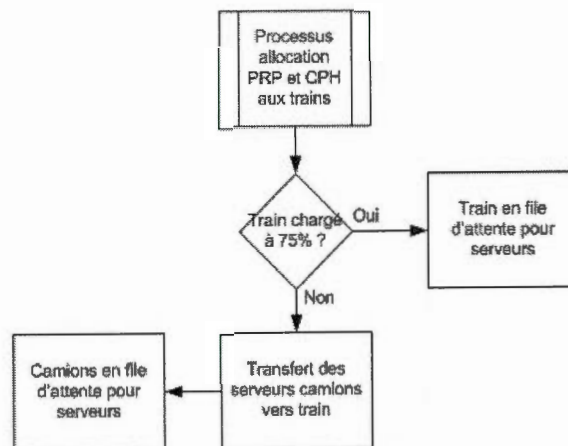 Processus
allocation
PRP et CPH
aux trains
Train chargé
à 75% ?
Oui
Train en file
d'attente pour
serveurs
Non
Transfert des
serveurs camions
vers train
Camions en file
d'attente pour
serveurs